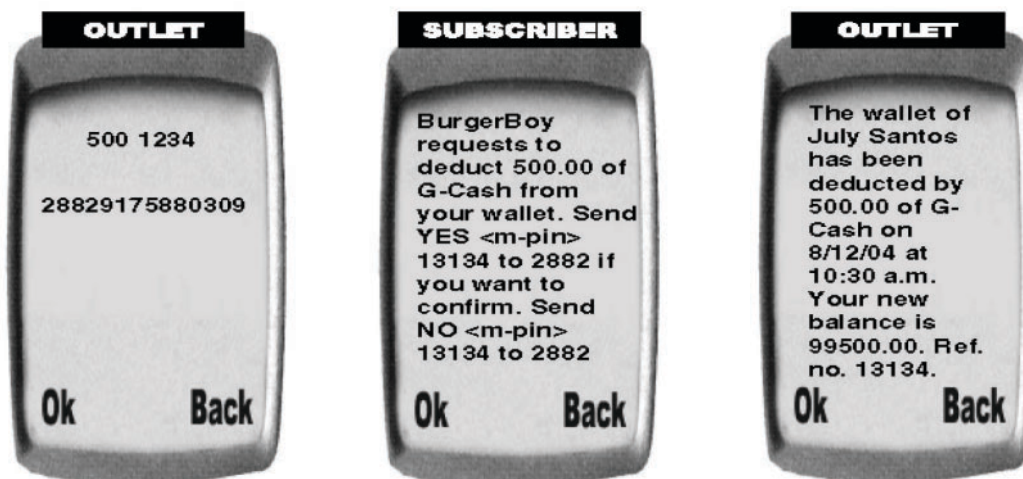 OUTLET
500 1234
28829175880309
Ok Back
SUBSCRIBER
BurgerBoy
requests to
deduct 500.00 of
G-Cash from
your wallet. Send
YES <m-pin>
13134 to 2882 if
you want to
confirm. Send
NO <m-pin>
13134 to 2882
Ok Back
OUTLET
The wallet of
July Santos
has been
deducted by
500.00 of G-
Cash on
8/12/04 at
10:30 a.m.
Your new
balance is
99500.00. Ref.
no. 13134.
Ok Back